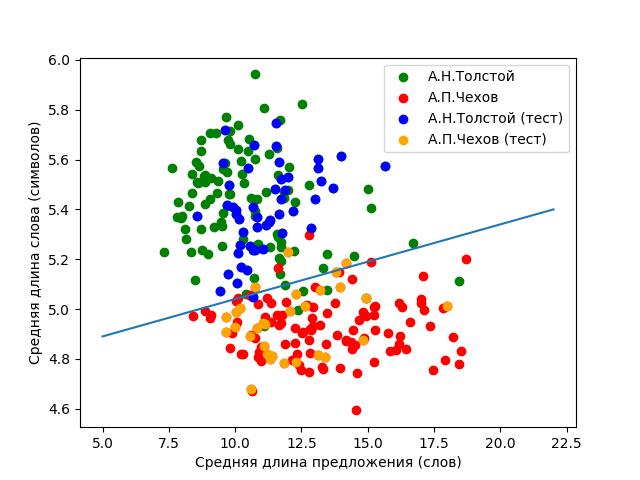 6.0
5.8
5.6
5.4
5.2
5.0
4.8
4.6
Средняя длина слова (символов)
А.Н.Толстой
А.П.Чехов
А.Н.Толстой (тест)
А.П.Чехов (тест)
5.0 7.5 10.0 12.5 15.0 17.5 20.0 22.5
Средняя длина предложения (слов)